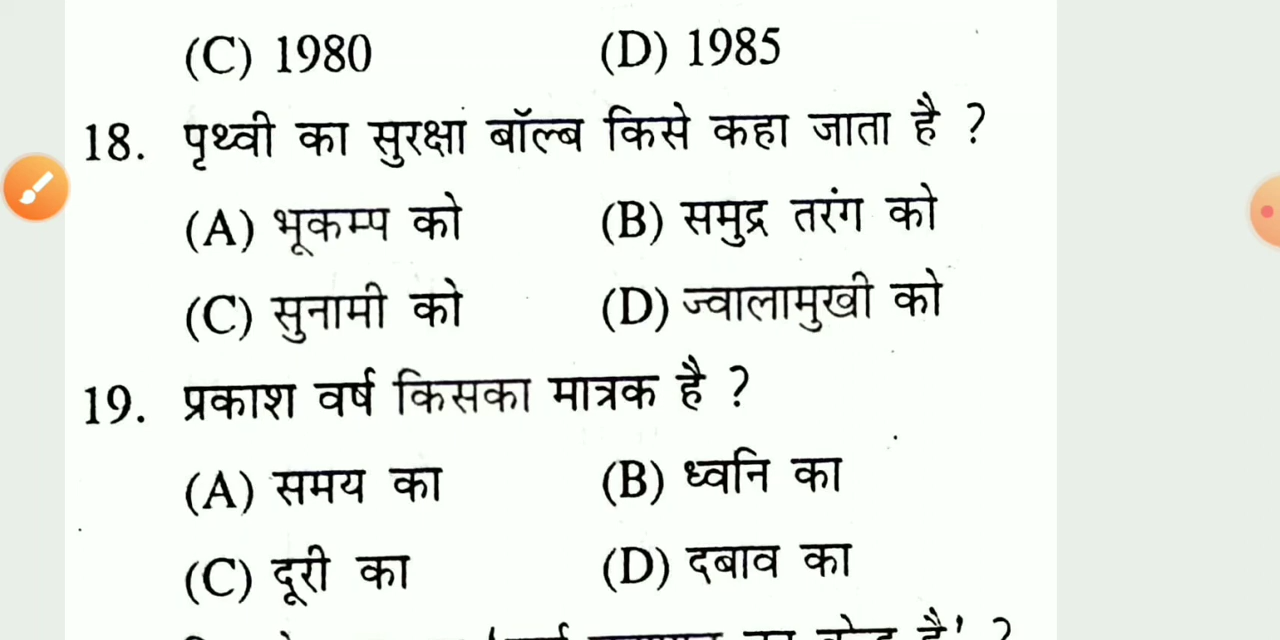 (C) 1980 (D) 1985
18. पृथ्वी का सुरक्षा बॉल्ब किसे कहा जाता है ?
(A) भूकम्प को (B) समुद्र तरंग को
(C) सुनामी को (D) ज्वालामुखी को
19. प्रकाश वर्ष किसका मात्रक है ?
(A) समय का (B) ध्वनि का
(C) दूरी का (D) दबाव का
है' ?